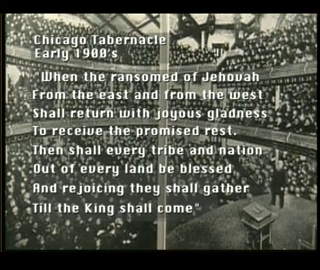 Chicago Tabernacle
Early 1900's
"When the ransomed of Jehovah
From the east and from the west
Shall return with joyous gladness
To receive the promised rest.
Then shall every tribe and nation
Out of every land be blessed
And rejoicing they shall gather
Till the King shall come"